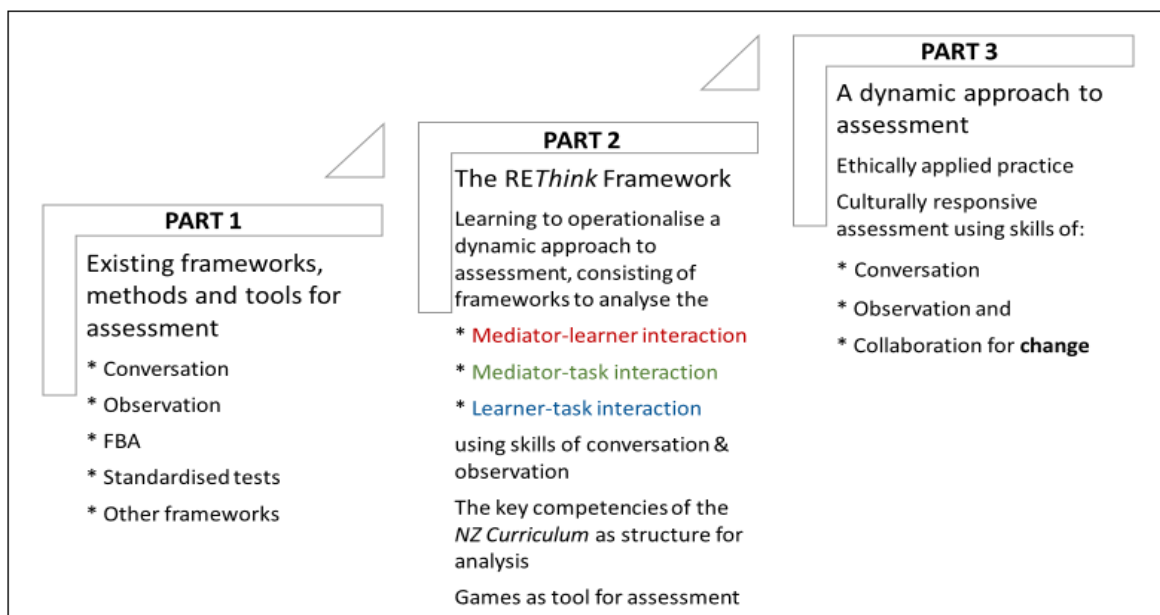 PART 1
Existing frameworks,
methods and tools for
assessment
* Conversation
* Observation
* FBA
* Standardised tests
* Other frameworks
PART 2
The REThink Framework
Learning to operationalise a
dynamic approach to
assessment, consisting of
frameworks to analyse the
* Mediator-learner interaction
* Mediator-task interaction
* Learner-task interaction
using skills of conversation &
observation
The key competencies of the
NZ Curriculum as structure for
analysis
Games as tool for assessment
PART 3
A dynamic approach to
assessment
Ethically applied practice
Culturally responsive
assessment using skills of:
* Conversation
* Observation and
* Collaboration for change